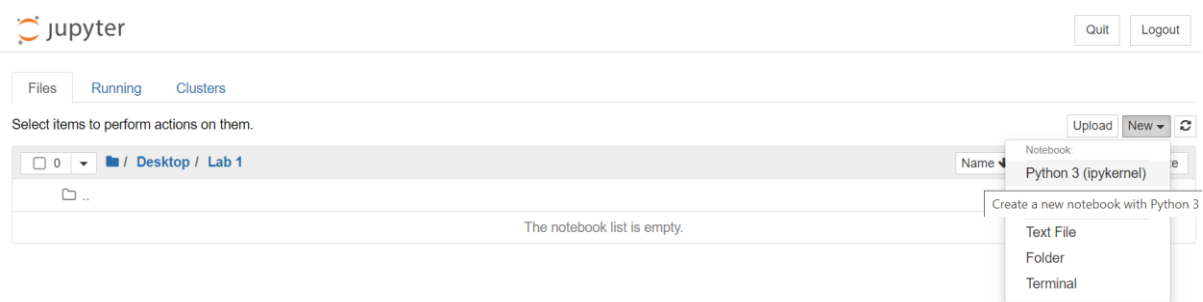 jupyter
Quit Logout
Files Running Clusters
Select items to perform actions on them.
Upload New
0 / Desktop / Lab 1 Name
Notebook:
Python 3 (ipykernel)
..
Create a new notebook with Python 3
The notebook list is empty.
Text File
Folder
Terminal